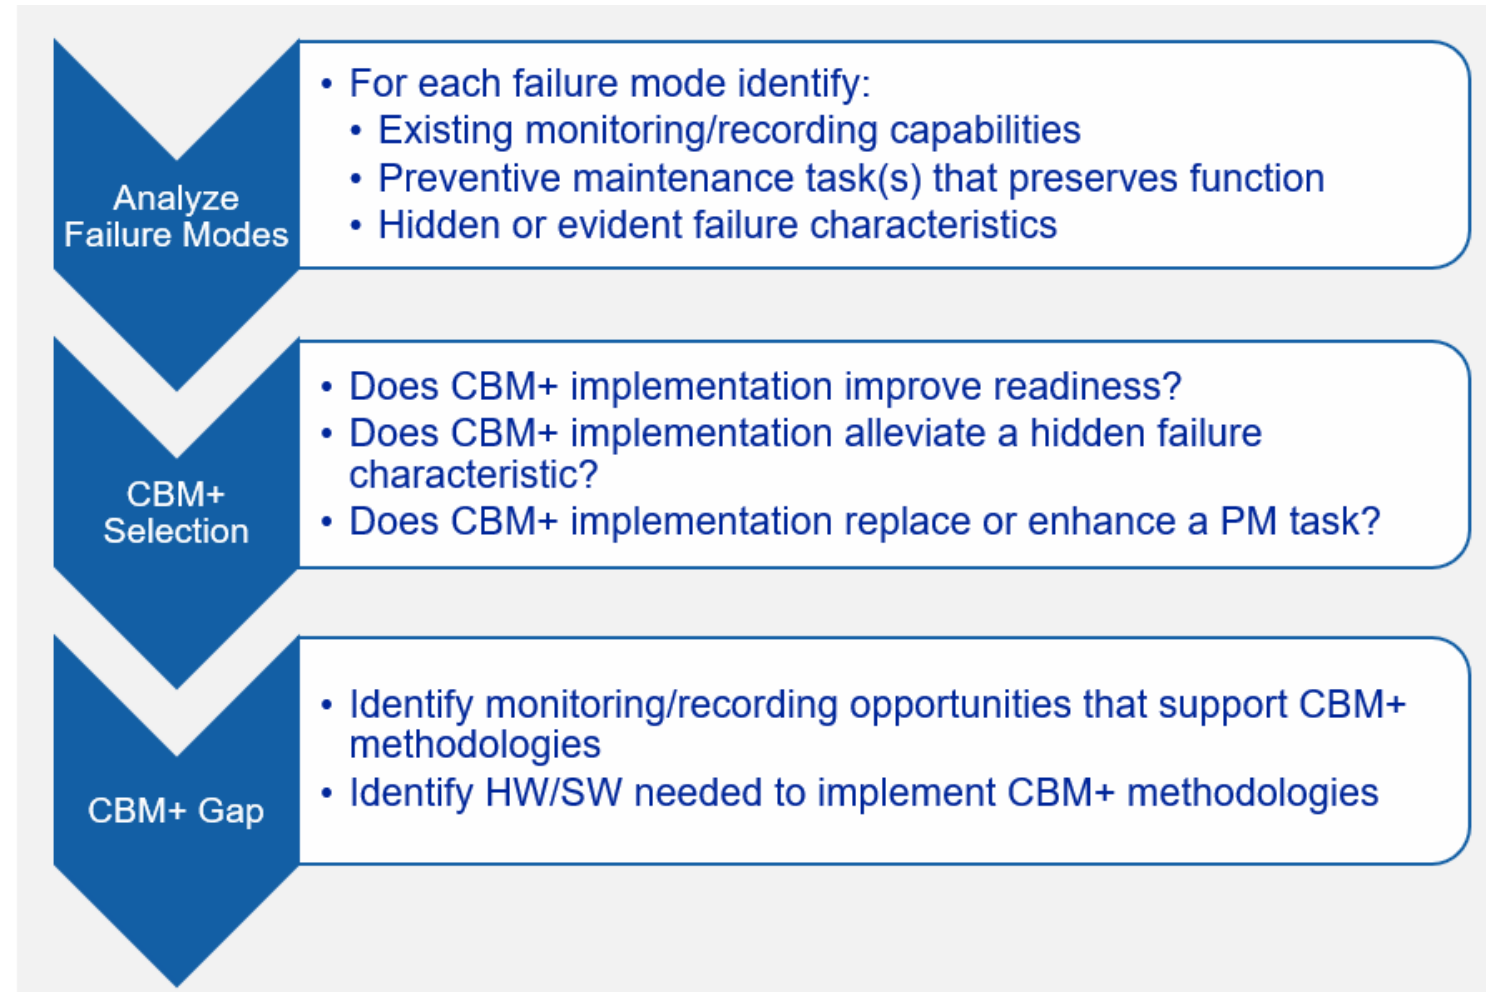 Analyze
Failure Modes
• For each failure mode identify:
• Existing monitoring/recording capabilities
• Preventive maintenance task(s) that preserves function
• Hidden or evident failure characteristics
CBM+
Selection
• Does CBM+ implementation improve readiness?
• Does CBM+ implementation alleviate a hidden failure
characteristic?
• Does CBM+ implementation replace or enhance a PM task?
CBM+ Gap
• Identify monitoring/recording opportunities that support CBM+
methodologies
• Identify HW/SW needed to implement CBM+ methodologies